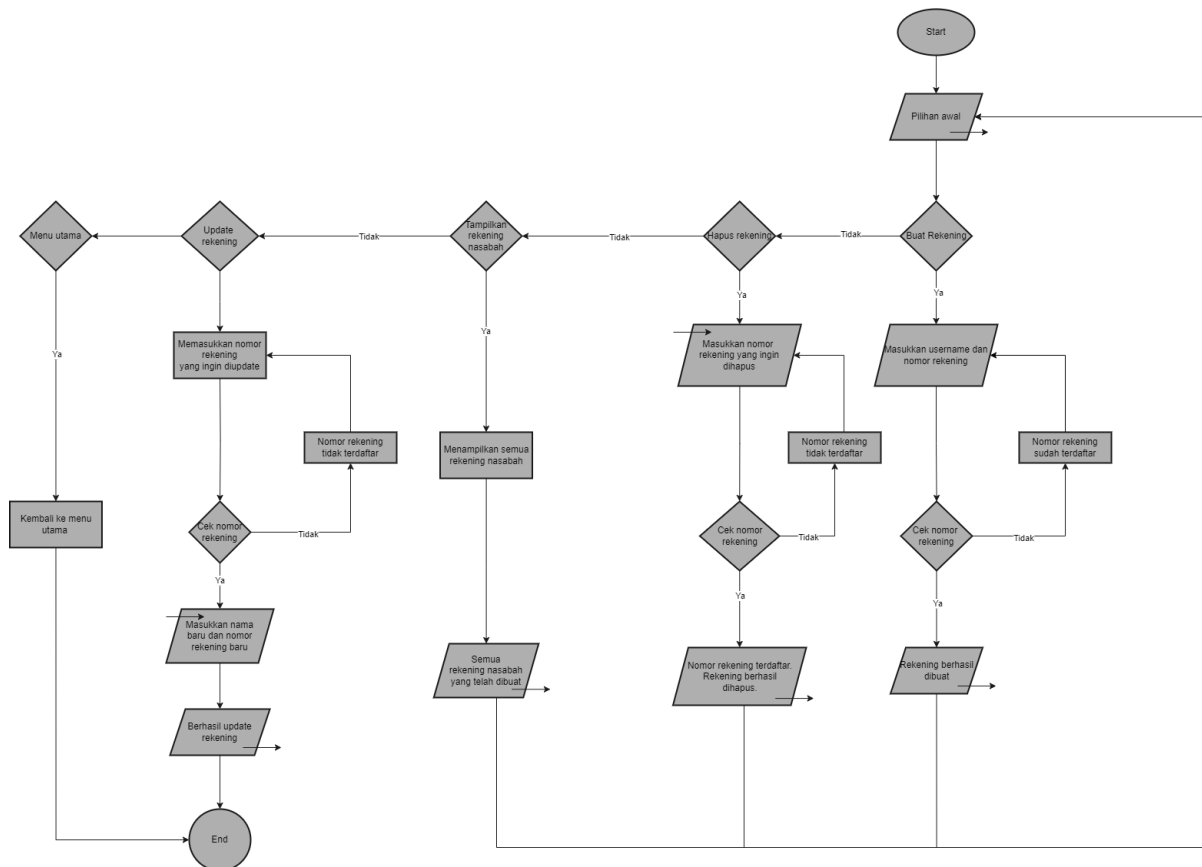 Start
Pilihan awal
Menu utama
Update
rekening
Tidak
Tampilkan
rekening
nasabah
Tidak
Hapus rekening
Tidak
Buat Rekening
Ya
Ya
Ya
Ya
Memasukkan nomor
rekening
yang ingin diupdate
Masukkan nomor
rekening yang ingin
dihapus
Masukkan username dan
nomor rekening
Nomor rekening
tidak terdaftar
Menampilkan semua
rekening nasabah
Nomor rekening
tidak terdaftar
Nomor rekening
sudah terdaftar
Kembali ke menu
utama
Cek nomor
rekening
Tidak
Cek nomor
rekening
Tidak
Cek nomor
rekening
Tidak
Ya
Ya
Ya
Masukkan nama
baru dan nomor
rekening baru
Semua
rekening nasabah
yang telah dibuat
Nomor rekening terdaftar.
Rekening berhasil
dihapus.
Rekening berhasil
dibuat
Berhasil update
rekening
End